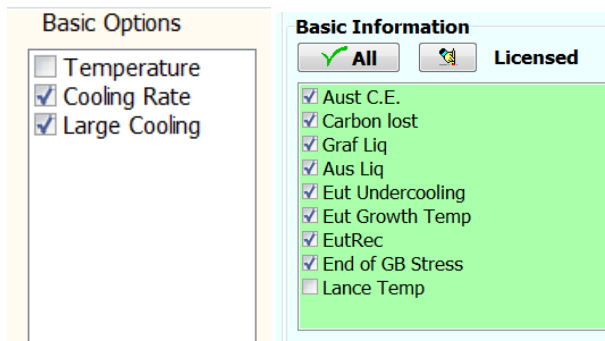 Basic Options
Temperature
Cooling Rate
Large Cooling
Basic Information
All
Licensed
Aust C.E.
Carbon lost
Graf Liq
Aus Liq
Eut Undercooling
Eut Growth Temp
EutRec
End of GB Stress
Lance Temp